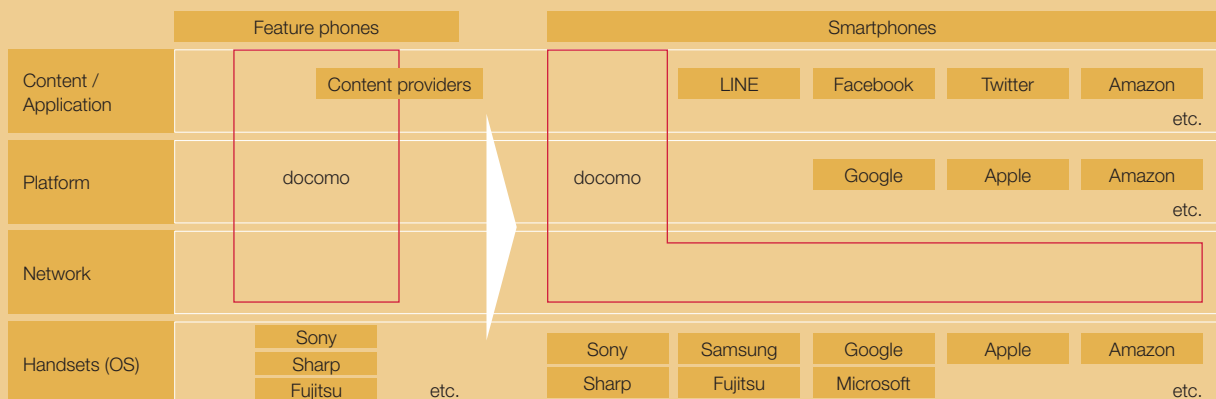 Feature phones
Smartphones
Content /
Application
Content providers
LINE
Facebook
Twitter
Amazon
etc.
Platform
docomo
docomo
Google
Apple
Amazon
etc.
Network
Handsets (OS)
Sony
Sharp
Fujitsu
etc.
Sony
Samsung
Google
Apple
Amazon
Sharp
Fujitsu
Microsoft
etc.